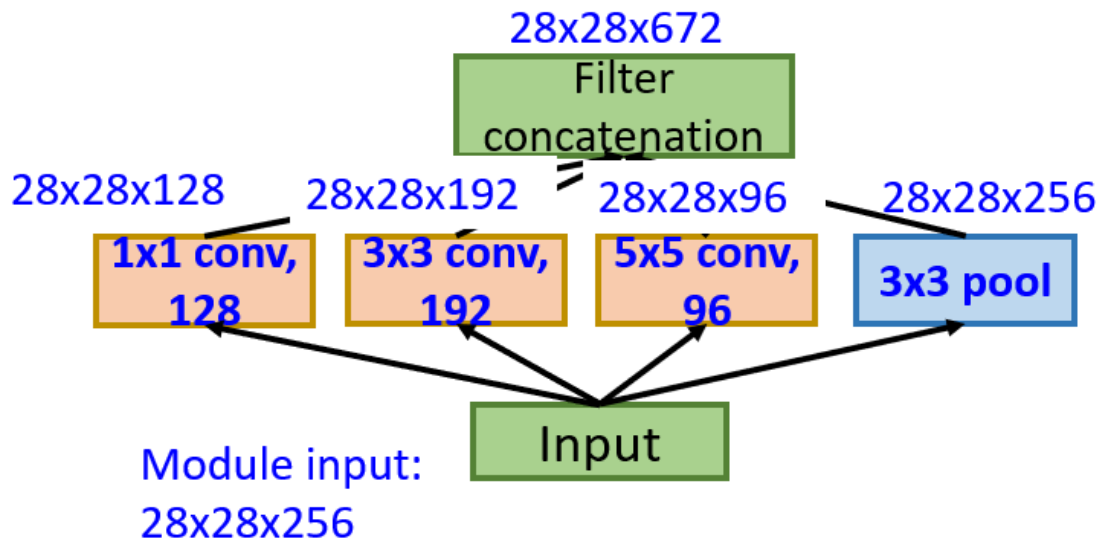 28x28x672
Filter
concatenation
28x28x128
28x28x192
28x28x96
28x28x256
1x1 conv,
128
3x3 conv,
192
5x5 conv,
96
3x3 pool
Input
Module input:
28x28x256